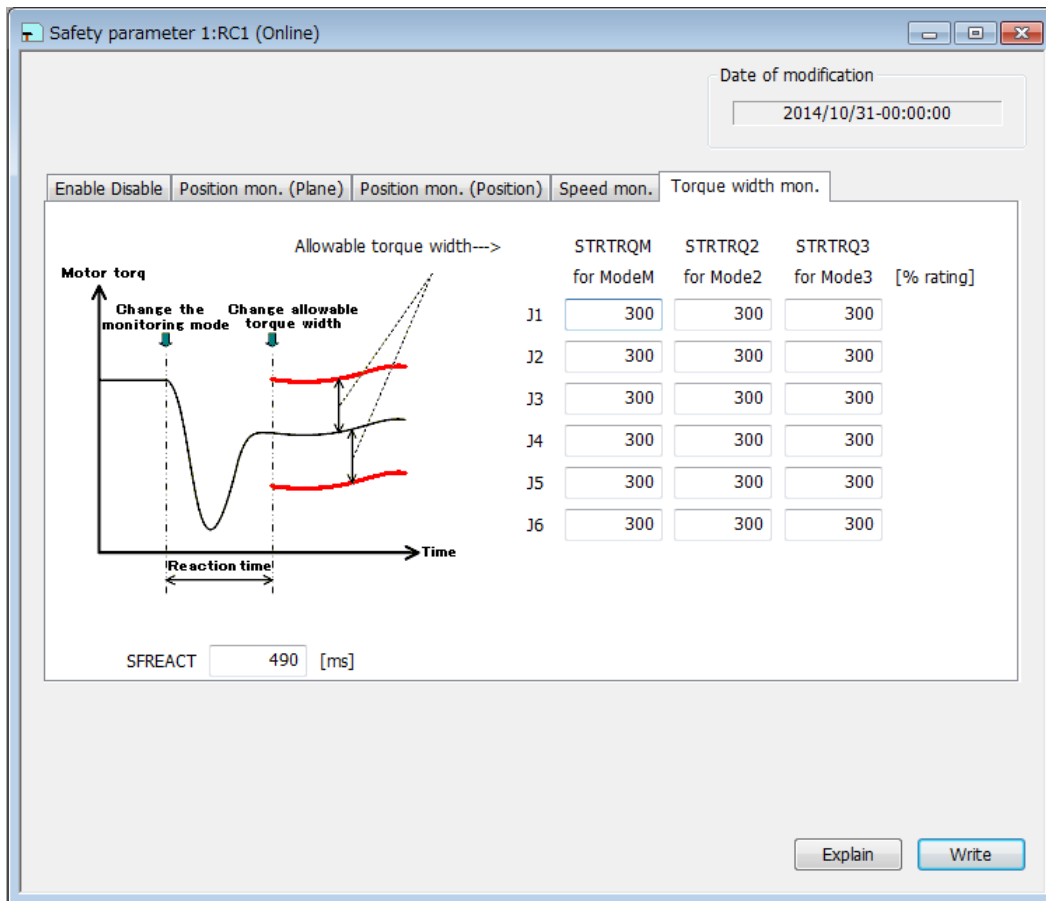 Safety parameter 1:RC1 (Online)
Date of modification
2014/10/31-00:00:00
Enable Disable Position mon. (Plane) Position mon. (Position) Speed mon. Torque width mon.
Allowable torque width--->
Motor torq
Change the
monitoring mode
Change allowable
torque width
Time
Reaction time
STRTRQM STRTRQ2 STRTRQ3
for ModeM for Mode2 for Mode3 [% rating]
J1 300 300 300
J2 300 300 300
J3 300 300 300
J4 300 300 300
J5 300 300 300
J6 300 300 300
SFREACT 490 [ms]
Explain Write